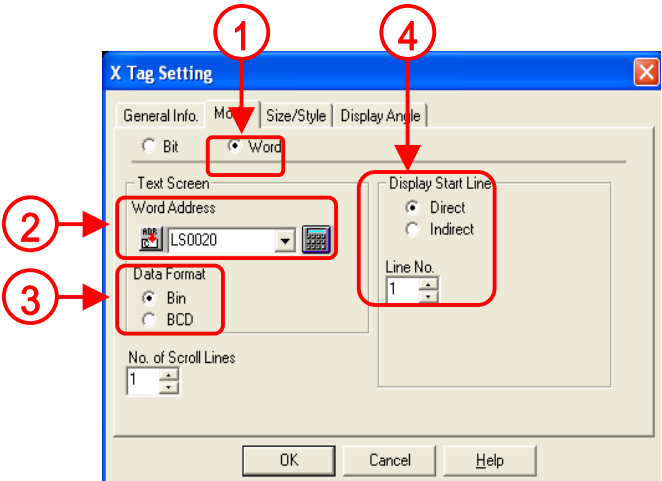 1
4
X Tag Setting
General Info. Mo Size/Style Display Angle
Bit Word
Text Screen
Display Start Line
2
Word Address
Direct
LS0020
Indirect
3
Data Format
Line No.
Bin
1
BCD
No. of Scroll Lines
1
OK Cancel Help